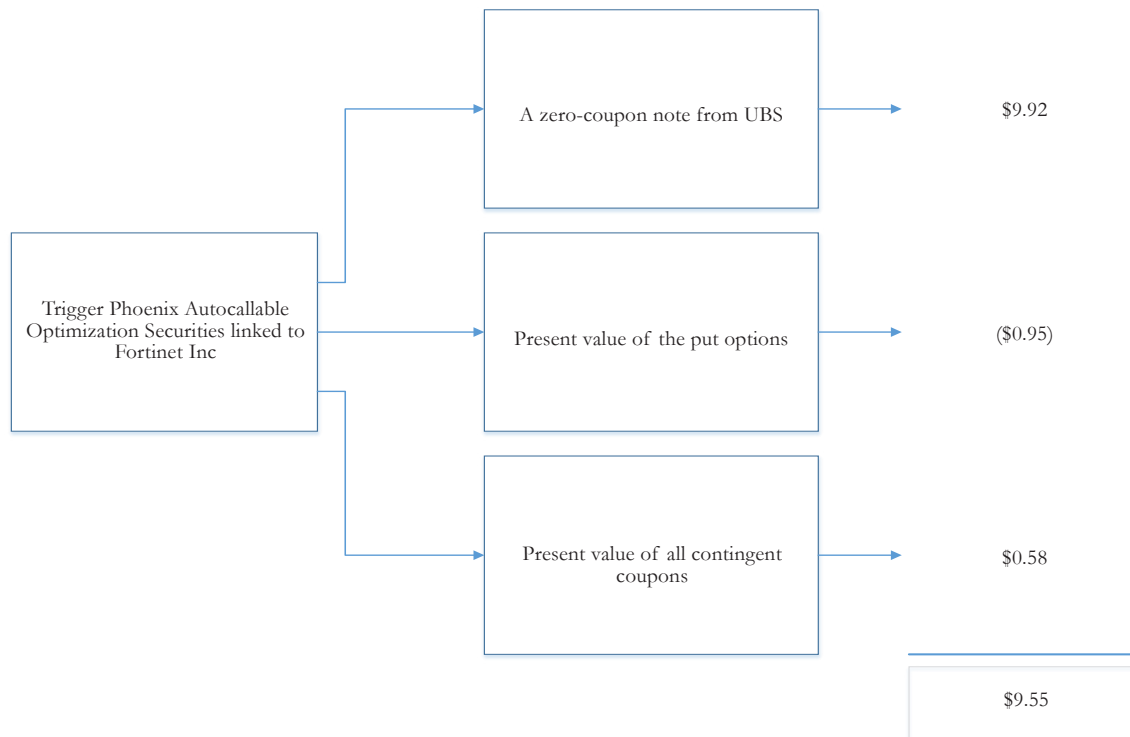 A zero-coupon note from UBS
$9.92
Trigger Phoenix Autocallable
Optimization Securities linked to
Fortinet Inc
Present value of the put options
($0.95)
Present value of all contingent
coupons
$0.58
$9.55